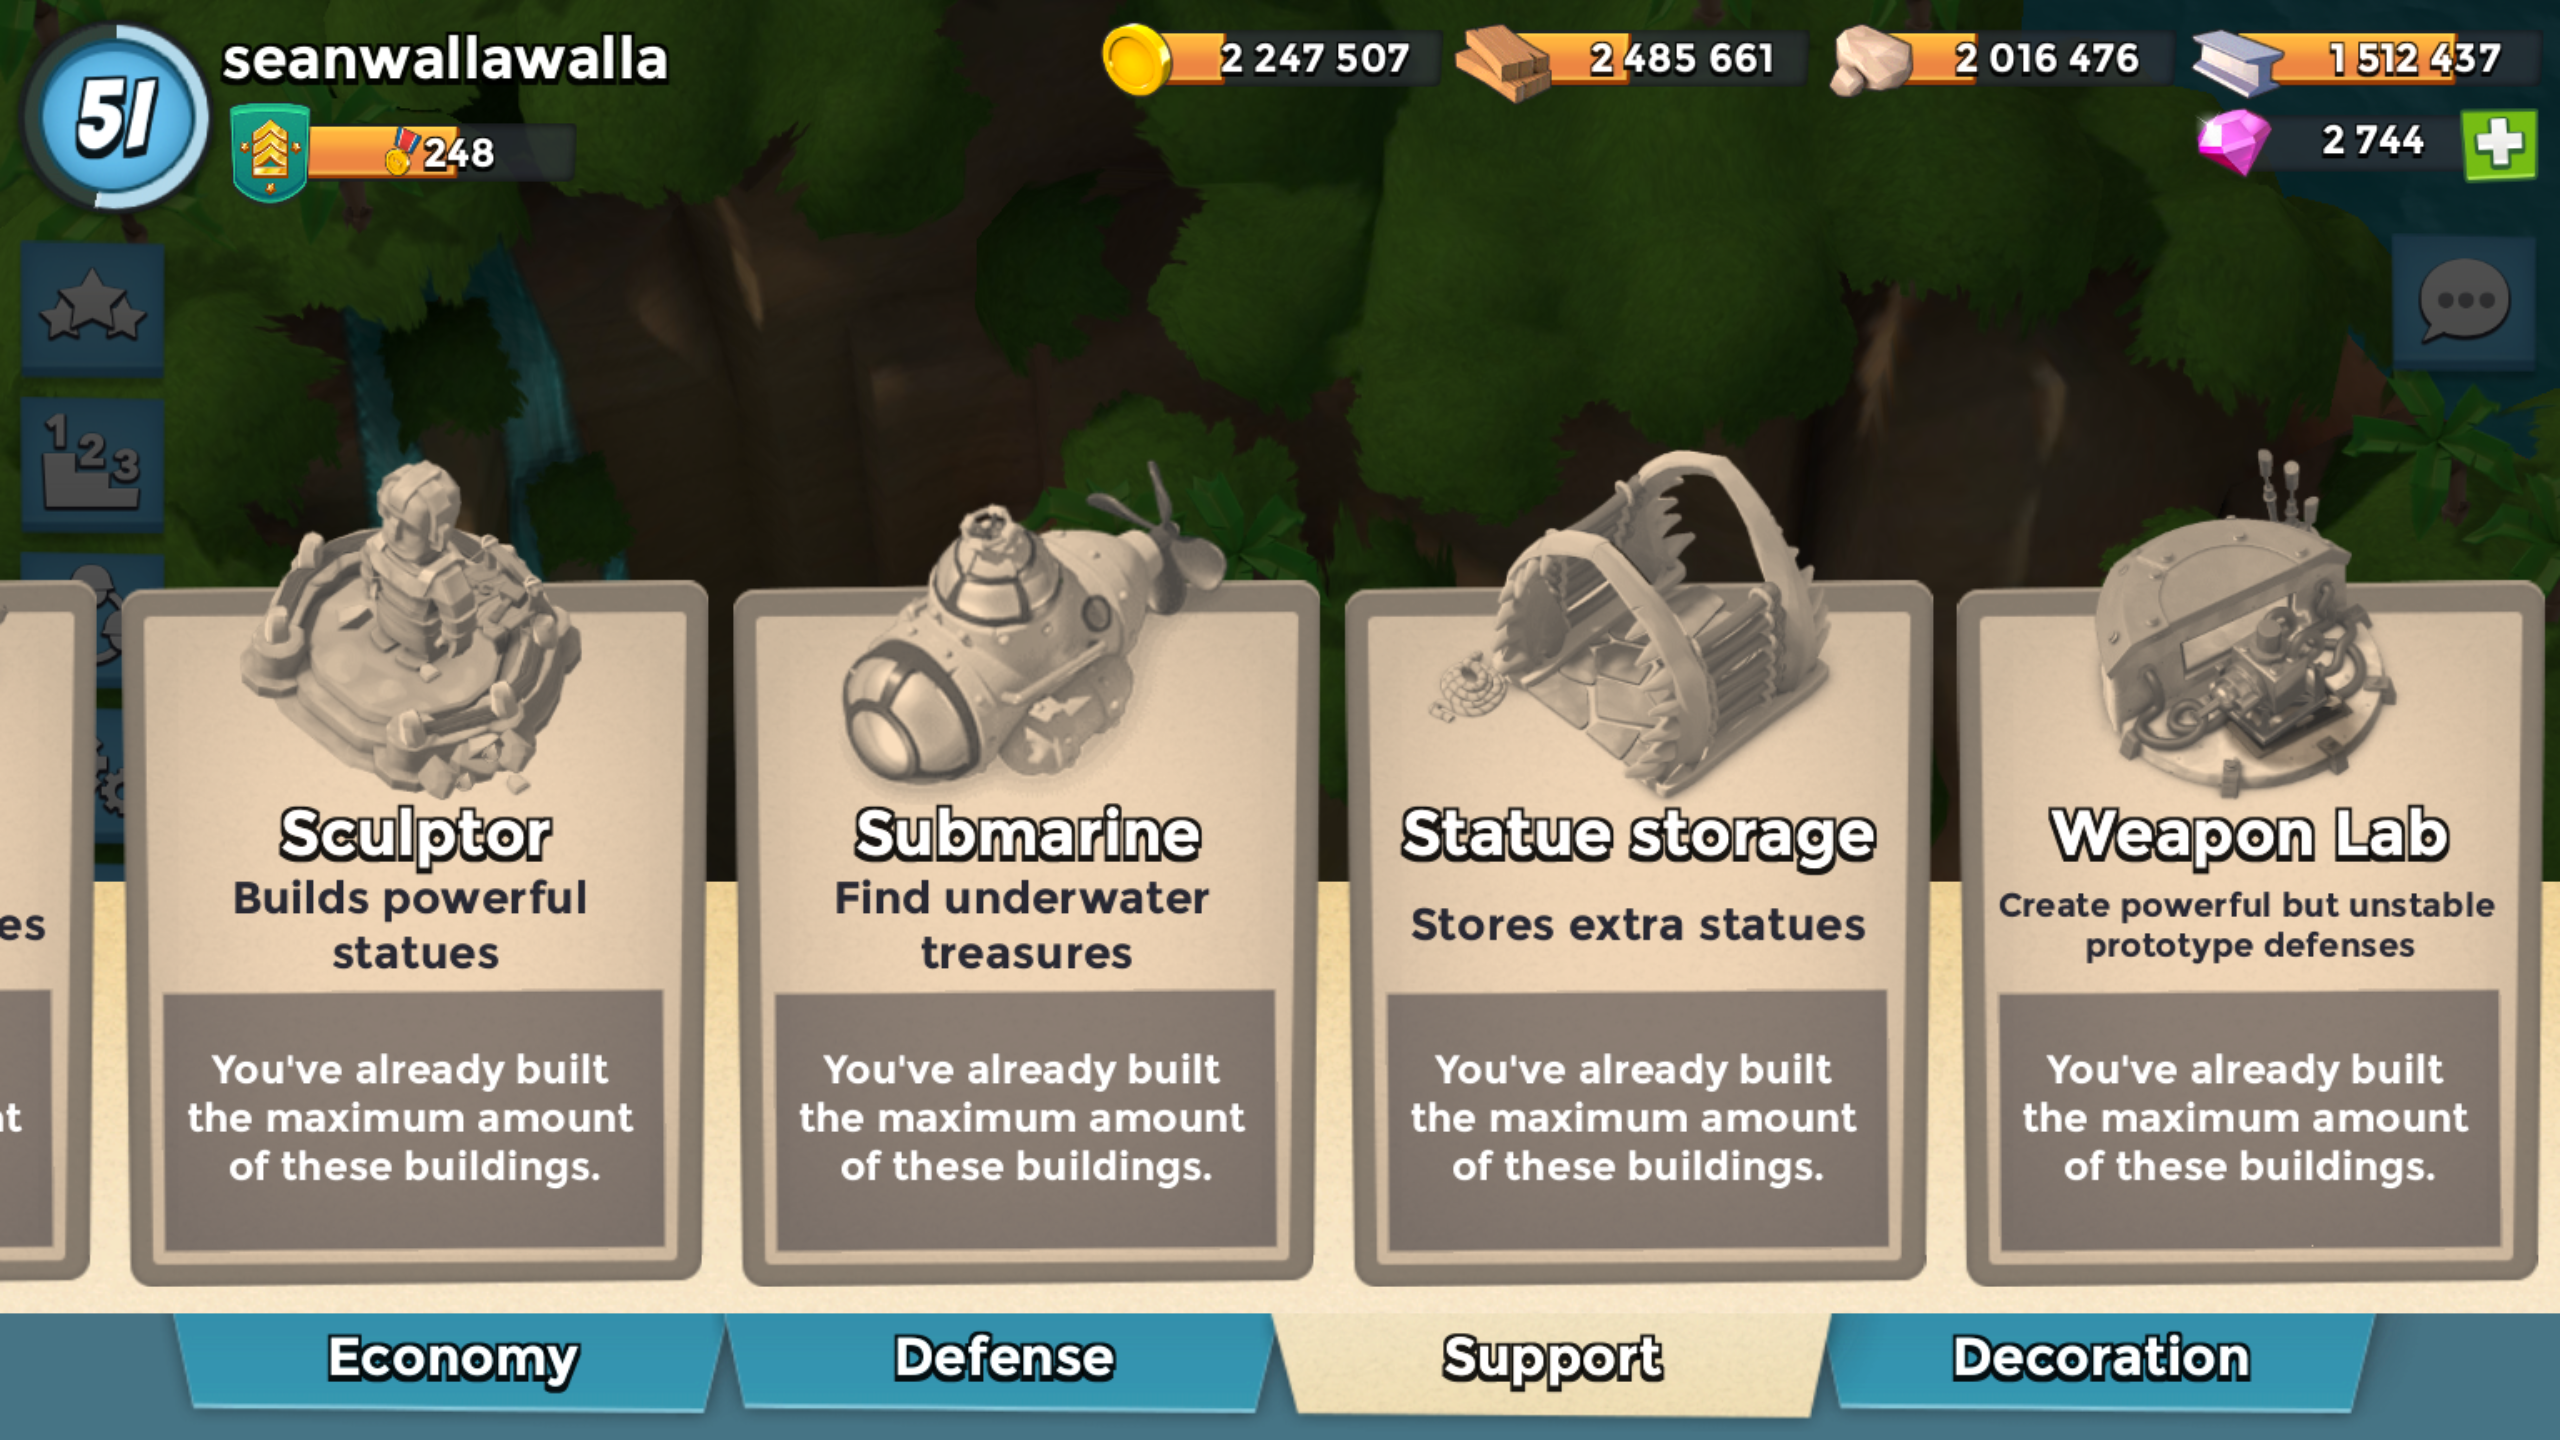 51
seanwallawalla
248
2 247 507
2 485 661
2 016 476
1 512 437
2 744
1 2 3
es
nt
Sculptor
Builds powerful
statues
You've already built
the maximum amount
of these buildings.
Submarine
Find underwater
treasures
You've already built
the maximum amount
of these buildings.
Statue storage
Stores extra statues
You've already built
the maximum amount
of these buildings.
Weapon Lab
Create powerful but unstable
prototype defenses
You've already built
the maximum amount
of these buildings.
Economy
Defense
Support
Decoration